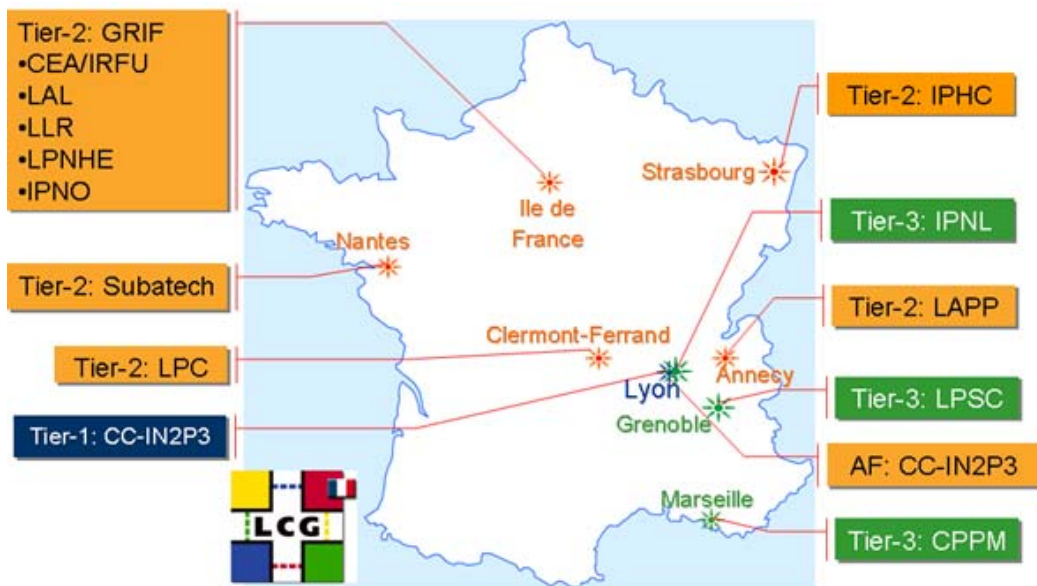 Tier-2: GRIF
•CEA/IRFU
•LAL
•LLR
•LPNHE
•IPNO
Tier-2: Subatech
Tier-2: LPC
Tier-1: CC-IN2P3
LCG
Strasbourg
Ile de
France
Nantes
Clermont-Ferrand
Lyon
Annecy
Grenoble
Marseille
Tier-2: IPHC
Tier-3: IPNL
Tier-2: LAPP
Tier-3: LPSC
AF: CC-IN2P3
Tier-3: CPPM